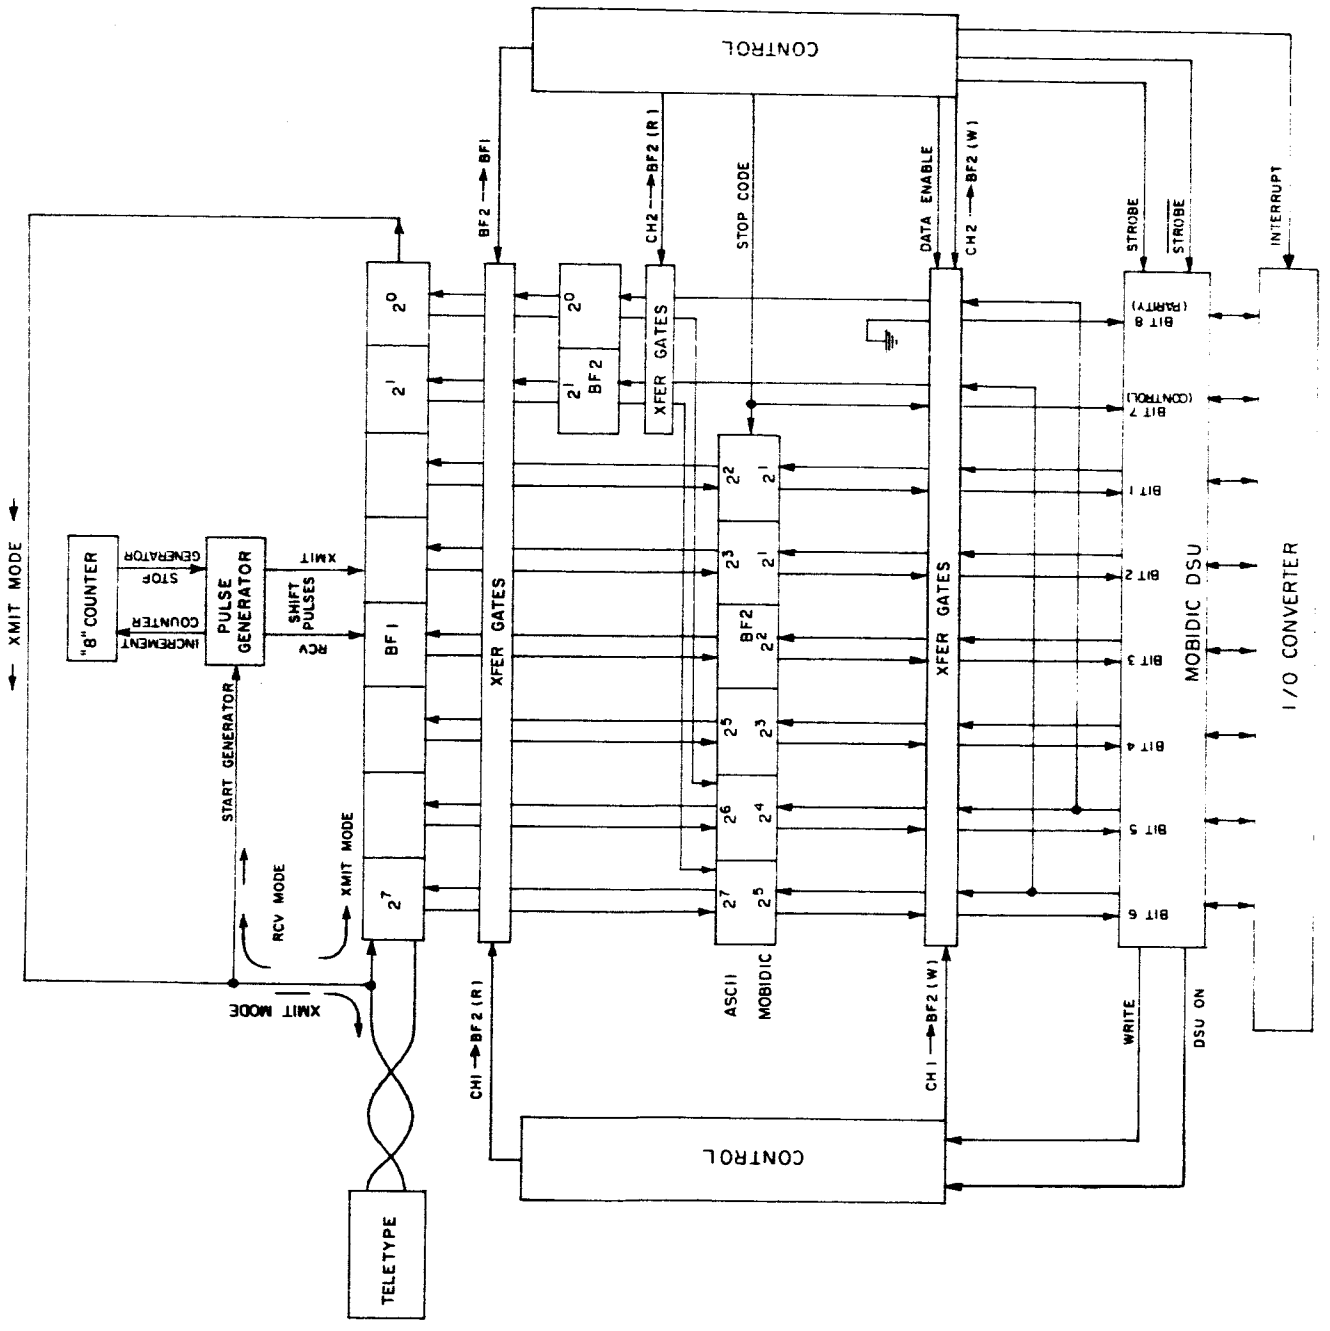 CONTROL
← XMIT MODE ←
"8" COUNTER
STOP
GENERATOR
INCREMENT
COUNTER
PULSE
GENERATOR
XMIT
SHIFT
PULSES
RCV
START GENERATOR
RCV MODE
XMIT MODE
XMIT MODE
BF2 → BF1
CH2 → BF2 (R)
STOP CODE
DATA ENABLE
CH2 → BF2 (W)
STROBE
STROBE
INTERRUPT
2⁰
2¹
BF1
2⁷
XFER GATES
2⁰
2¹
BF2
XFER GATES
2²
2³
BF2
2⁵
2⁶
2⁷
2¹
2¹
2²
2³
2⁴
2⁵
ASCII
MOBIDIC
XFER GATES
BIT 8
(PARITY)
BIT 7
(CONTROL)
BIT 1
BIT 2
BIT 3
BIT 4
BIT 5
BIT 6
MOBIDIC DSU
I/O CONVERTER
CH1 → BF2 (R)
CH1 → BF2 (W)
WRITE
DSU ON
CONTROL
TELETYPE